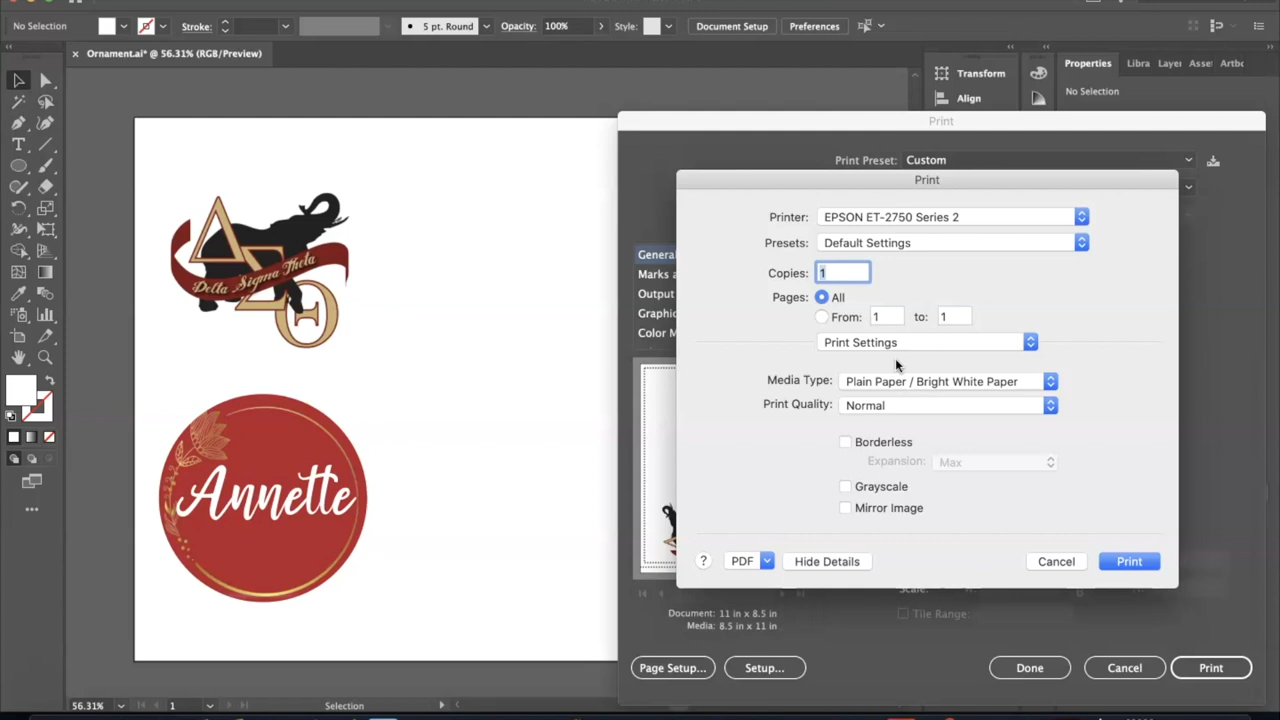 No Selection
Stroke:
5 pt. Round
Opacity:
100%
Style:
Document Setup
Preferences
Ornament.ai* @ 56.31% (RGB/Preview)
Transform
Align
Properties
Libra
Laye
Asse
Artb
No Selection
Print
Print Preset:
Custom
Print
Printer:
EPSON ET-2750 Series 2
Presets:
Default Settings
Copies:
1
Pages:
All
From:
1
to:
1
Print Settings
Media Type:
Plain Paper / Bright White Paper
Print Quality:
Normal
Borderless
Expansion:
Max
Grayscale
Mirror Image
?
PDF
Hide Details
Cancel
Print
General
Marks a
Output
Graphic
Color M
ΔΣΘ
Delta Sigma Theta
Annette
Document: 11 in x 8.5 in
Media: 8.5 in x 11 in
Scale:
Tile Range:
Page Setup...
Setup...
Done
Cancel
Print
56.31%
1
Selection